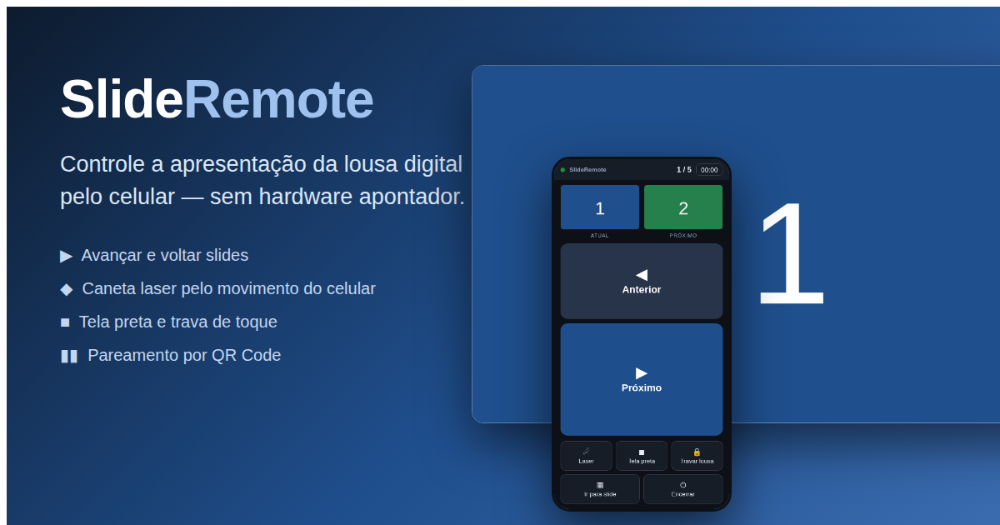 SlideRemote
Controle a apresentação da lousa digital
pelo celular — sem hardware apontador.
▶ Avançar e voltar slides
◆ Caneta laser pelo movimento do celular
■ Tela preta e trava de toque
▮▮ Pareamento por QR Code
SlideRemote 1 / 5 00:00
1 2
ATUAL PRÓXIMO
◀
Anterior
▶
Próximo
Laser Tela preta Travar lousa
Ir para slide Encerrar
1